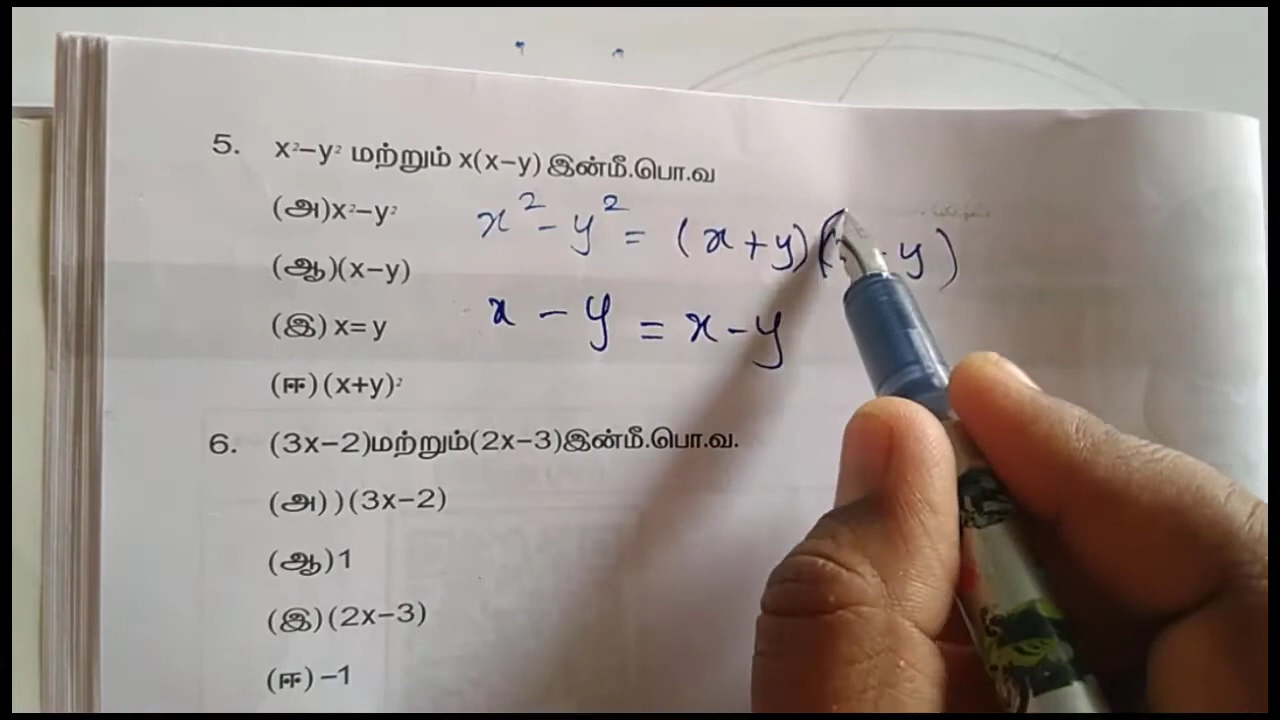 5. x²–y² மற்றும் x(x–y) இன்மீ.பொ.வ
(அ)x²–y²
x² – y² = (x + y)( – y)
(ஆ)(x–y)
(இ) x= y
x – y = x – y
(ஈ) (x+y)²
6. (3x–2)மற்றும்(2x–3)இன்மீ.பொ.வ.
(அ) )(3x–2)
(ஆ)1
(இ)(2x–3)
(ஈ) –1